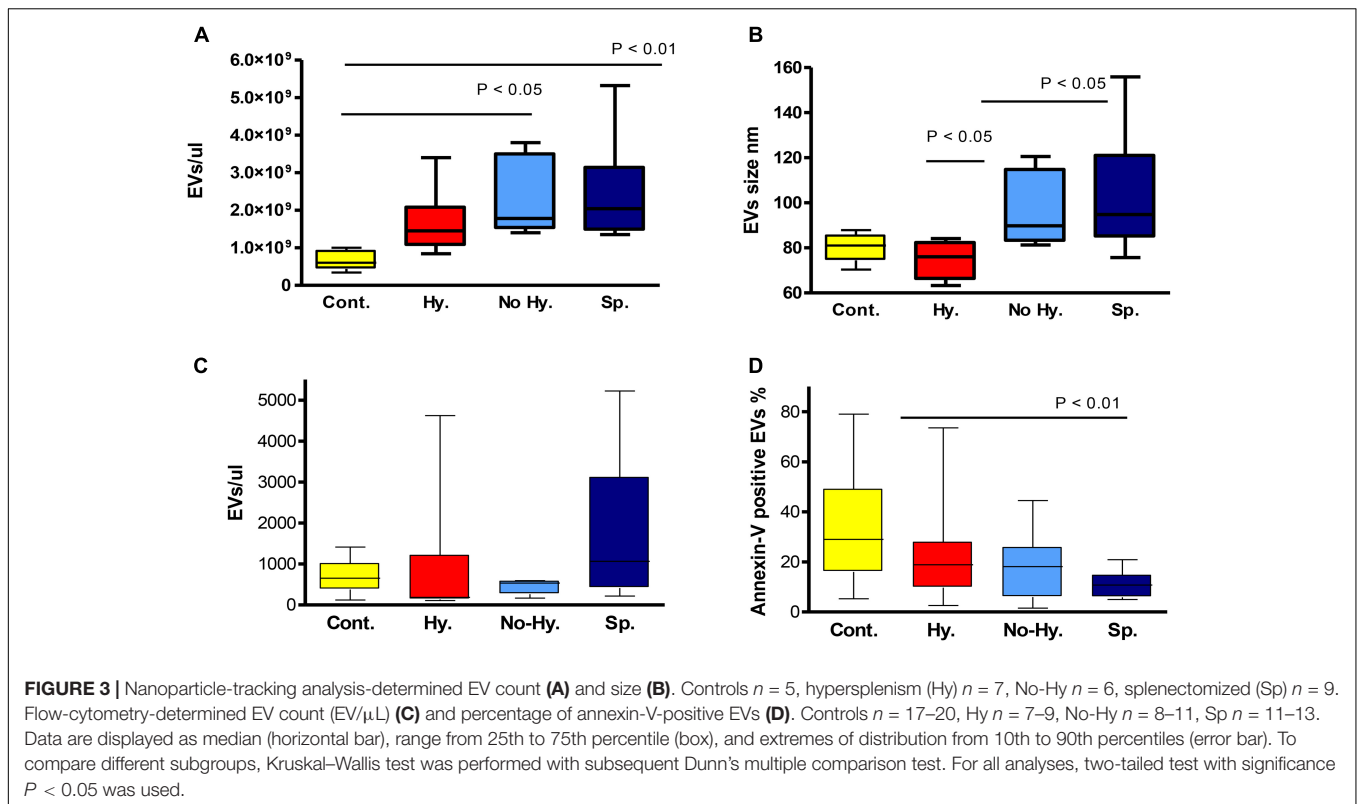 A
6.0×10⁹
5.0×10⁹
4.0×10⁹
3.0×10⁹
2.0×10⁹
1.0×10⁹
0
EVs/ul
P < 0.01
P < 0.05
Cont. Hy. No Hy. Sp.
B
160
140
120
100
80
60
EVs size nm
P < 0.05
P < 0.05
Cont. Hy. No Hy. Sp.
C
5000
4000
3000
2000
1000
0
EVs/ul
Cont. Hy. No-Hy. Sp.
D
80
60
40
20
0
Annexin-V positive EVs %
P < 0.01
Cont. Hy. No-Hy. Sp.
FIGURE 3 | Nanoparticle-tracking analysis-determined EV count (A) and size (B). Controls n = 5, hypersplenism (Hy) n = 7, No-Hy n = 6, splenectomized (Sp) n = 9.
Flow-cytometry-determined EV count (EV/μL) (C) and percentage of annexin-V-positive EVs (D). Controls n = 17–20, Hy n = 7–9, No-Hy n = 8–11, Sp n = 11–13.
Data are displayed as median (horizontal bar), range from 25th to 75th percentile (box), and extremes of distribution from 10th to 90th percentiles (error bar). To
compare different subgroups, Kruskal–Wallis test was performed with subsequent Dunn's multiple comparison test. For all analyses, two-tailed test with significance
P < 0.05 was used.